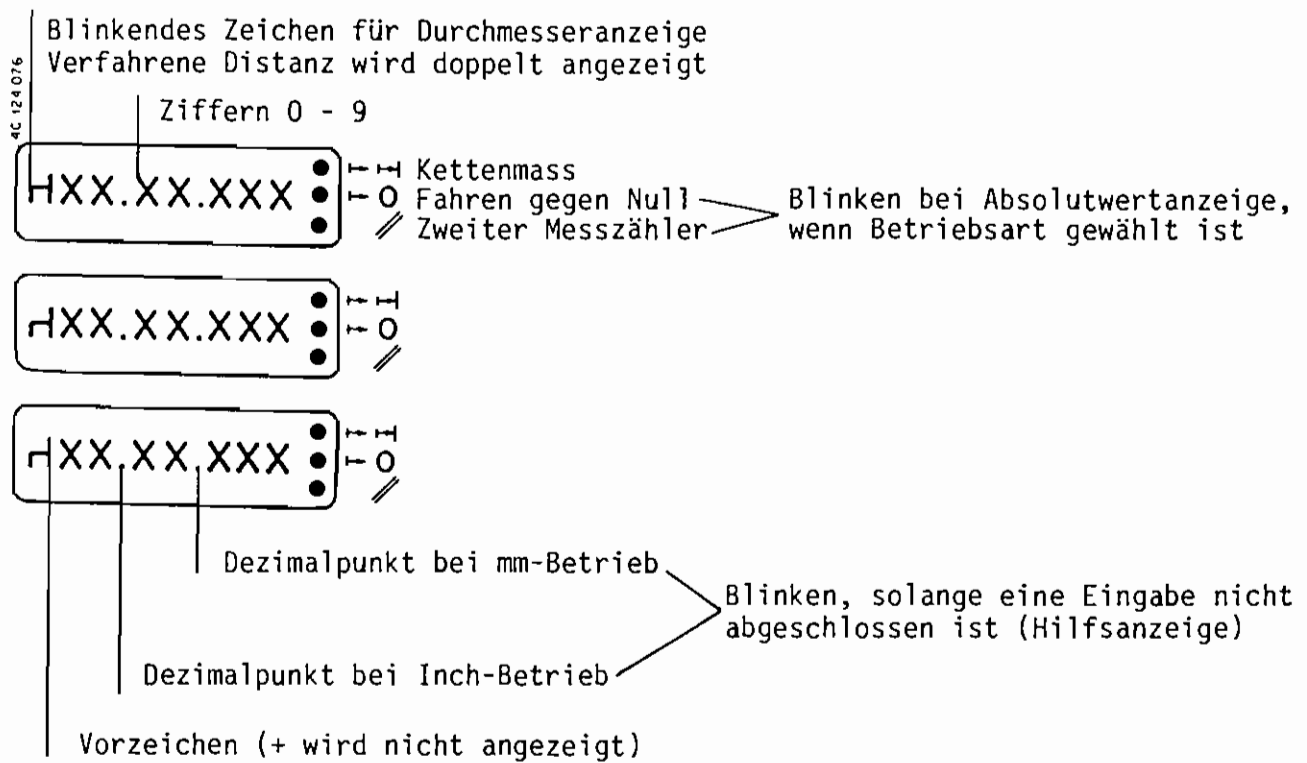 4C 124 076
Blinkendes Zeichen für Durchmesseranzeige
Verfahrene Distanz wird doppelt angezeigt
Ziffern 0 - 9
XX.XX.XXX
Kettenmass
O Fahren gegen Null
Zweiter Messzähler
Blinken bei Absolutwertanzeige,
wenn Betriebsart gewählt ist
XX.XX.XXX
O
XX.XX.XXX
O
Dezimalpunkt bei mm-Betrieb
Blinken, solange eine Eingabe nicht
abgeschlossen ist (Hilfsanzeige)
Dezimalpunkt bei Inch-Betrieb
Vorzeichen (+ wird nicht angezeigt)